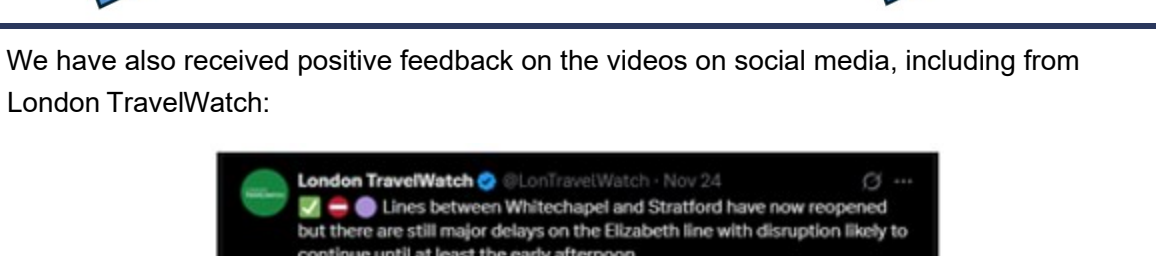 We have also received positive feedback on the videos on social media, including from
London TravelWatch:
London TravelWatch @LonTravelWatch · Nov 24
✅ ⛔ 🟣 Lines between Whitechapel and Stratford have now reopened
but there are still major delays on the Elizabeth line with disruption likely to
continue until at least the early afternoon